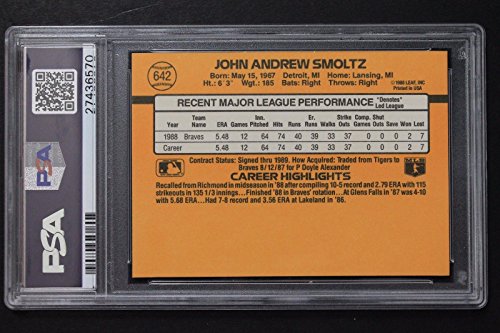 642
JOHN ANDREW SMOLTZ
Born: May 15, 1967 Detroit, MI Home: Lansing, MI
Ht.: 6' 3" Wgt.: 185 Bats: Right Throws: Right
© 1988 LEAF, INC.
Printed in USA
RECENT MAJOR LEAGUE PERFORMANCE "Denotes" Led League
Year Team Name ERA Games Inn. Pitched Hits Runs Er. Runs Walks Strike Outs Comp. Games Shut Outs Save Won Lost
1988 Braves 5.48 12 64 74 40 39 33 37 0 0 0 2 7
Career 5.48 12 64 74 40 39 33 37 0 0 0 2 7
Contract Status: Signed thru 1989. How Acquired: Traded from Tigers to
Braves 8/12/87 for P Doyle Alexander
CAREER HIGHLIGHTS
Recalled from Richmond in midseason in '88 after compiling 10-5 record and 2.79 ERA with 115
strikeouts in 135 1/3 innings... Finished '88 in Braves' rotation... At Glens Falls in '87 was 4-10
with 5.68 ERA... Had 7-8 record and 3.56 ERA at Lakeland in '86.
MLB
27436570
PSA
PSA